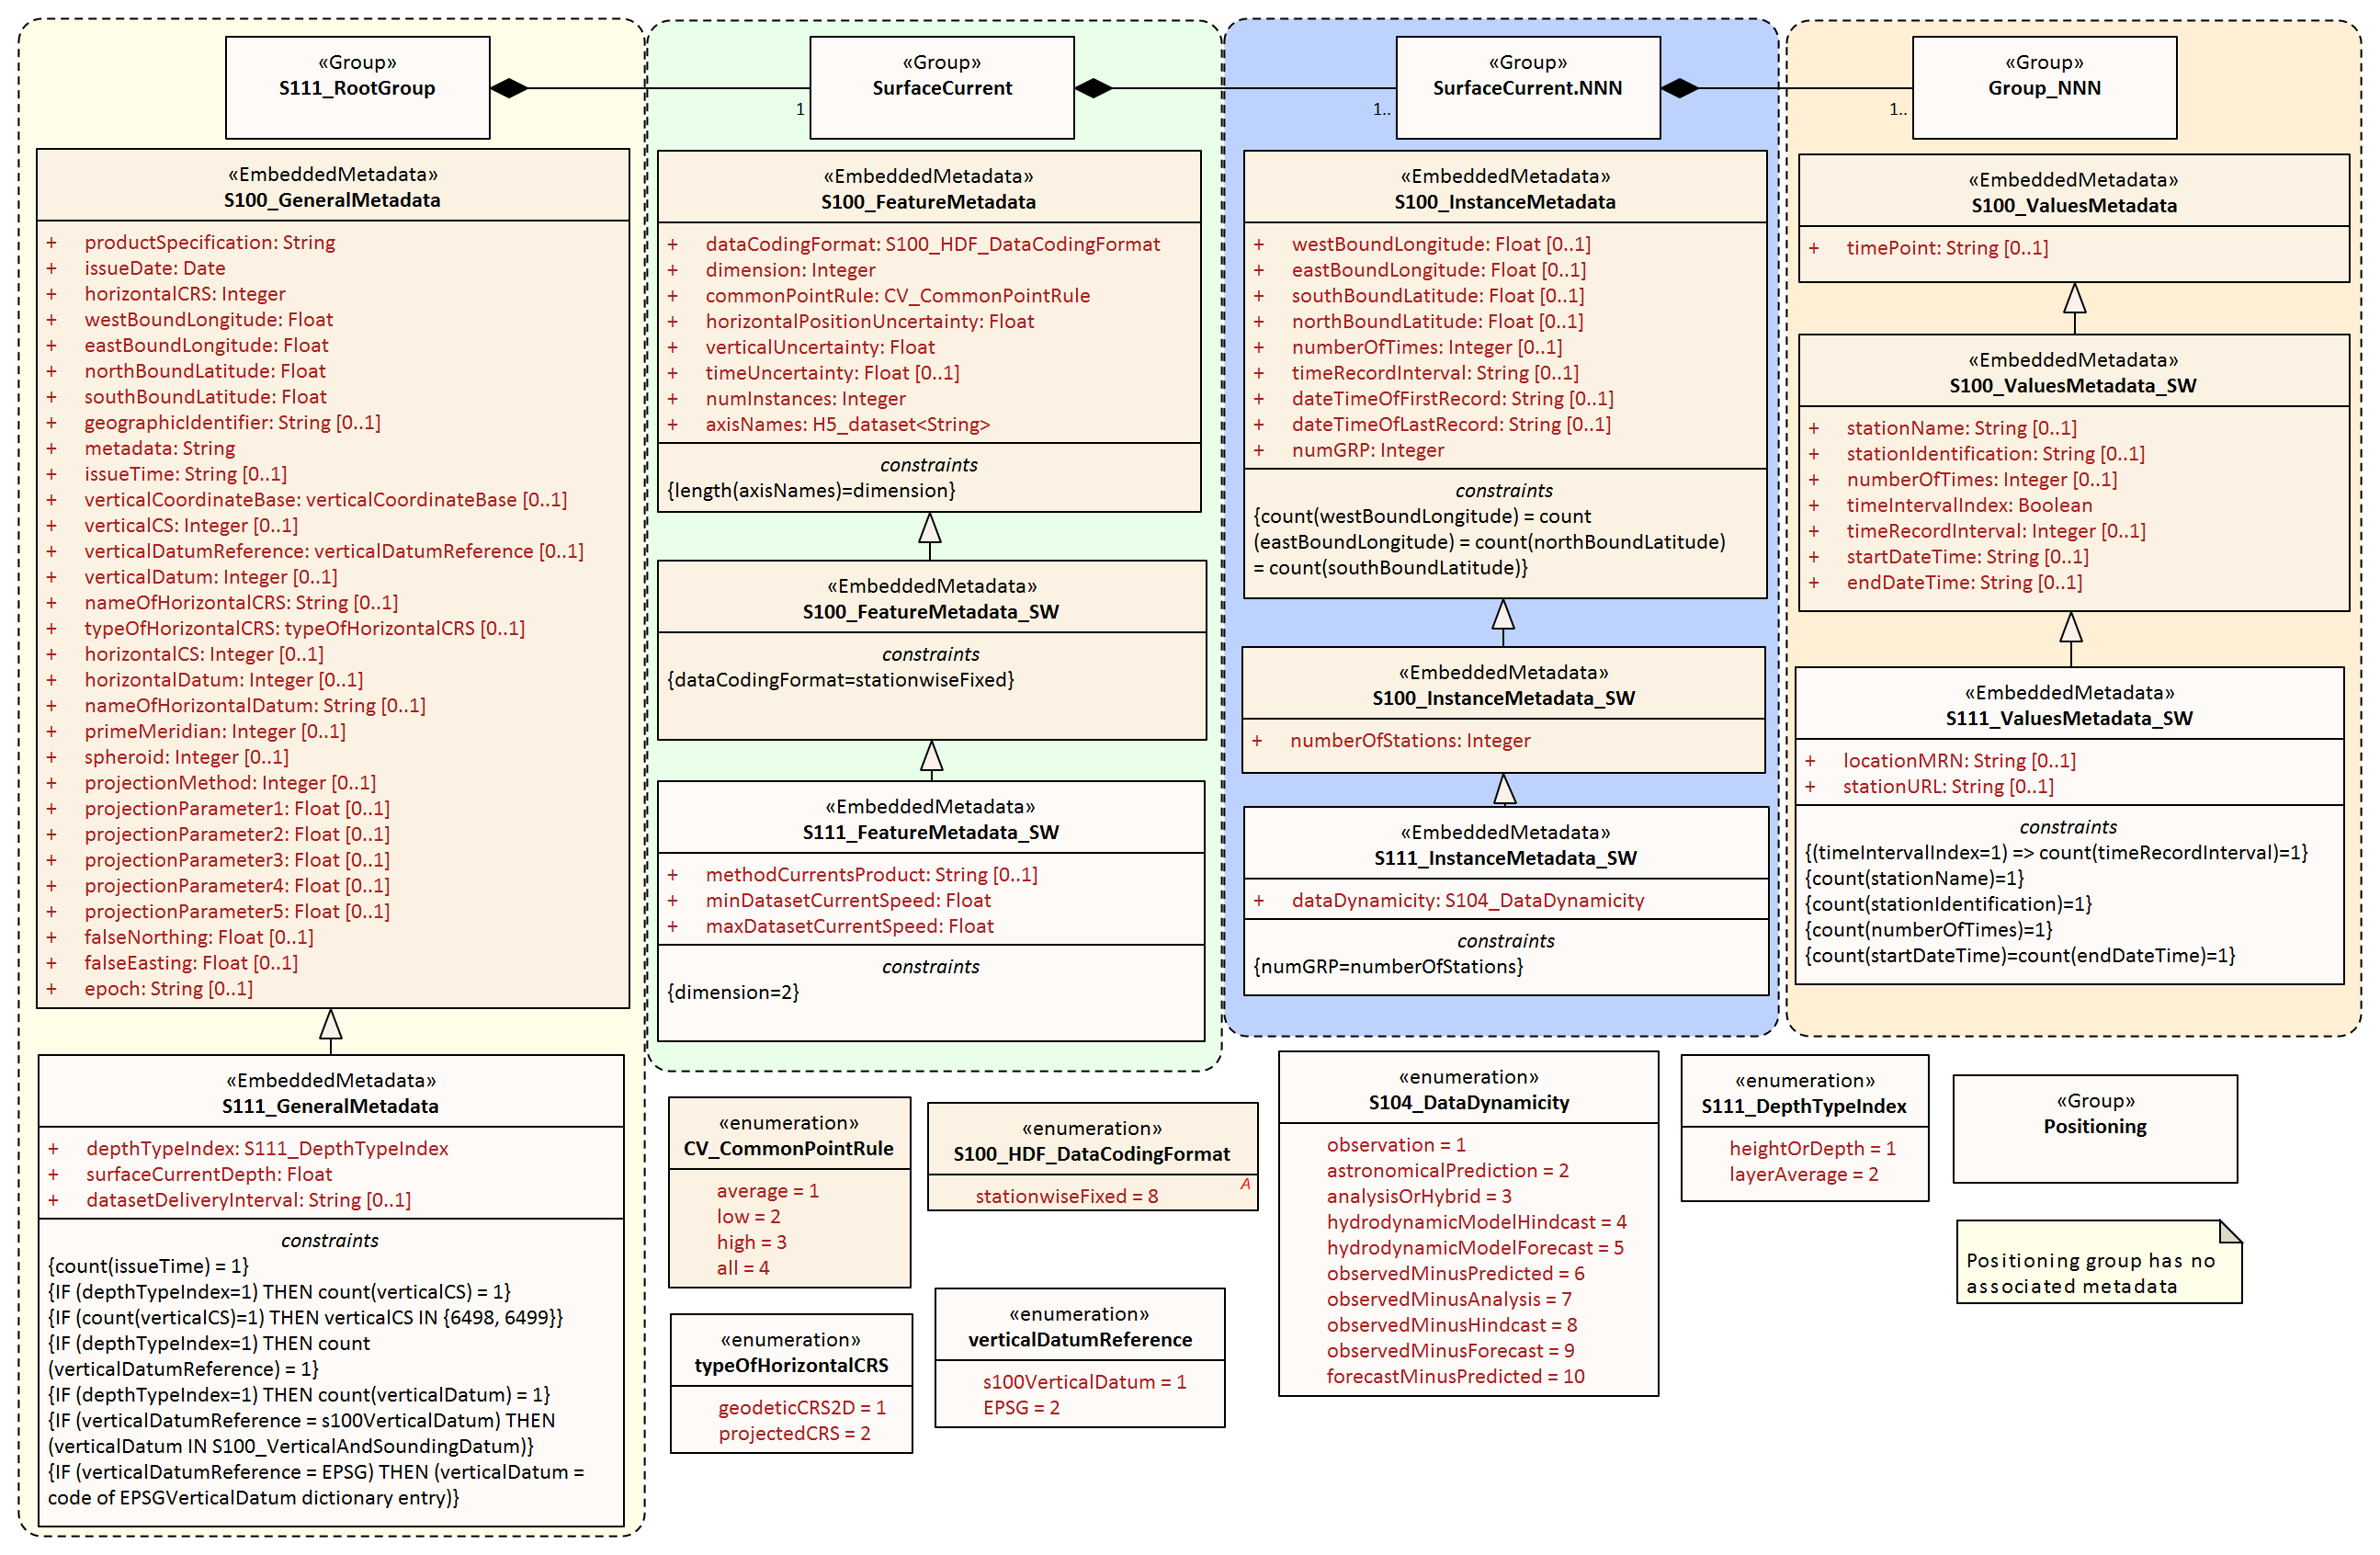 «Group»
S111_RootGroup
1
«Group»
SurfaceCurrent
1..
«Group»
SurfaceCurrent.NNN
1..
«Group»
Group_NNN
«EmbeddedMetadata»
S100_GeneralMetadata
+ productSpecification: String
+ issueDate: Date
+ horizontalCRS: Integer
+ westBoundLongitude: Float
+ eastBoundLongitude: Float
+ northBoundLatitude: Float
+ southBoundLatitude: Float
+ geographicIdentifier: String [0..1]
+ metadata: String
+ issueTime: String [0..1]
+ verticalCoordinateBase: verticalCoordinateBase [0..1]
+ verticalCS: Integer [0..1]
+ verticalDatumReference: verticalDatumReference [0..1]
+ verticalDatum: Integer [0..1]
+ nameOfHorizontalCRS: String [0..1]
+ typeOfHorizontalCRS: typeOfHorizontalCRS [0..1]
+ horizontalCS: Integer [0..1]
+ horizontalDatum: Integer [0..1]
+ nameOfHorizontalDatum: String [0..1]
+ primeMeridian: Integer [0..1]
+ spheroid: Integer [0..1]
+ projectionMethod: Integer [0..1]
+ projectionParameter1: Float [0..1]
+ projectionParameter2: Float [0..1]
+ projectionParameter3: Float [0..1]
+ projectionParameter4: Float [0..1]
+ projectionParameter5: Float [0..1]
+ falseNorthing: Float [0..1]
+ falseEasting: Float [0..1]
+ epoch: String [0..1]
«EmbeddedMetadata»
S111_GeneralMetadata
+ depthTypeIndex: S111_DepthTypeIndex
+ surfaceCurrentDepth: Float
+ datasetDeliveryInterval: String [0..1]
constraints
{count(issueTime) = 1}
{IF (depthTypeIndex=1) THEN count(verticalCS) = 1}
{IF (count(verticalCS)=1) THEN verticalCS IN {6498, 6499}}
{IF (depthTypeIndex=1) THEN count
(verticalDatumReference) = 1}
{IF (depthTypeIndex=1) THEN count(verticalDatum) = 1}
{IF (verticalDatumReference = s100VerticalDatum) THEN
(verticalDatum IN S100_VerticalAndSoundingDatum)}
{IF (verticalDatumReference = EPSG) THEN (verticalDatum =
code of EPSGVerticalDatum dictionary entry)}
«EmbeddedMetadata»
S100_FeatureMetadata
+ dataCodingFormat: S100_HDF_DataCodingFormat
+ dimension: Integer
+ commonPointRule: CV_CommonPointRule
+ horizontalPositionUncertainty: Float
+ verticalUncertainty: Float
+ timeUncertainty: Float [0..1]
+ numInstances: Integer
+ axisNames: H5_dataset<String>
constraints
{length(axisNames)=dimension}
«EmbeddedMetadata»
S100_FeatureMetadata_SW
constraints
{dataCodingFormat=stationwiseFixed}
«EmbeddedMetadata»
S111_FeatureMetadata_SW
+ methodCurrentsProduct: String [0..1]
+ minDatasetCurrentSpeed: Float
+ maxDatasetCurrentSpeed: Float
constraints
{dimension=2}
«EmbeddedMetadata»
S100_InstanceMetadata
+ westBoundLongitude: Float [0..1]
+ eastBoundLongitude: Float [0..1]
+ southBoundLatitude: Float [0..1]
+ northBoundLatitude: Float [0..1]
+ numberOfTimes: Integer [0..1]
+ timeRecordInterval: String [0..1]
+ dateTimeOfFirstRecord: String [0..1]
+ dateTimeOfLastRecord: String [0..1]
+ numGRP: Integer
constraints
{count(westBoundLongitude) = count
(eastBoundLongitude) = count(northBoundLatitude)
= count(southBoundLatitude)}
«EmbeddedMetadata»
S100_InstanceMetadata_SW
+ numberOfStations: Integer
«EmbeddedMetadata»
S111_InstanceMetadata_SW
+ dataDynamicity: S104_DataDynamicity
constraints
{numGRP=numberOfStations}
«EmbeddedMetadata»
S100_ValuesMetadata
+ timePoint: String [0..1]
«EmbeddedMetadata»
S100_ValuesMetadata_SW
+ stationName: String [0..1]
+ stationIdentification: String [0..1]
+ numberOfTimes: Integer [0..1]
+ timeIntervalIndex: Boolean
+ timeRecordInterval: Integer [0..1]
+ startDateTime: String [0..1]
+ endDateTime: String [0..1]
«EmbeddedMetadata»
S111_ValuesMetadata_SW
+ locationMRN: String [0..1]
+ stationURL: String [0..1]
constraints
{(timeIntervalIndex=1) => count(timeRecordInterval)=1}
{count(stationName)=1}
{count(stationIdentification)=1}
{count(numberOfTimes)=1}
{count(startDateTime)=count(endDateTime)=1}
«enumeration»
CV_CommonPointRule
average = 1
low = 2
high = 3
all = 4
«enumeration»
S100_HDF_DataCodingFormat
stationwiseFixed = 8
A
«enumeration»
typeOfHorizontalCRS
geodeticCRS2D = 1
projectedCRS = 2
«enumeration»
verticalDatumReference
s100VerticalDatum = 1
EPSG = 2
«enumeration»
S104_DataDynamicity
observation = 1
astronomicalPrediction = 2
analysisOrHybrid = 3
hydrodynamicModelHindcast = 4
hydrodynamicModelForecast = 5
observedMinusPredicted = 6
observedMinusAnalysis = 7
observedMinusHindcast = 8
observedMinusForecast = 9
forecastMinusPredicted = 10
«enumeration»
S111_DepthTypeIndex
heightOrDepth = 1
layerAverage = 2
«Group»
Positioning
Positioning group has no
associated metadata